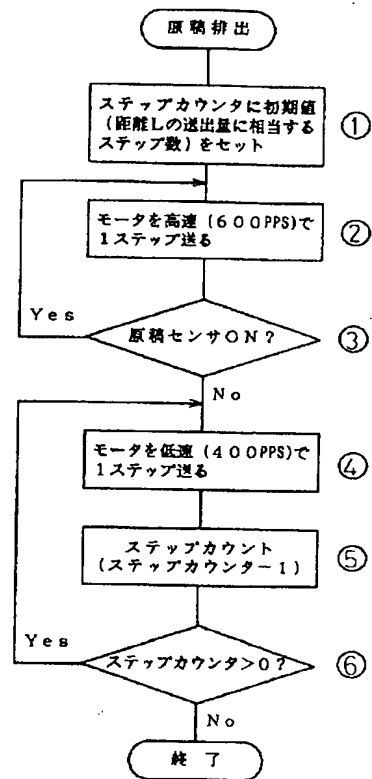 原稿排出
ステップカウンタに初期値
(距離Lの送出量に相当する
ステップ数)をセット
①
モータを高速(600PPS)で
1ステップ送る
②
Yes
原稿センサON?
③
No
モータを低速(400PPS)で
1ステップ送る
④
ステップカウント
(ステップカウンタ-1)
⑤
Yes
ステップカウンタ>0?
⑥
No
終了